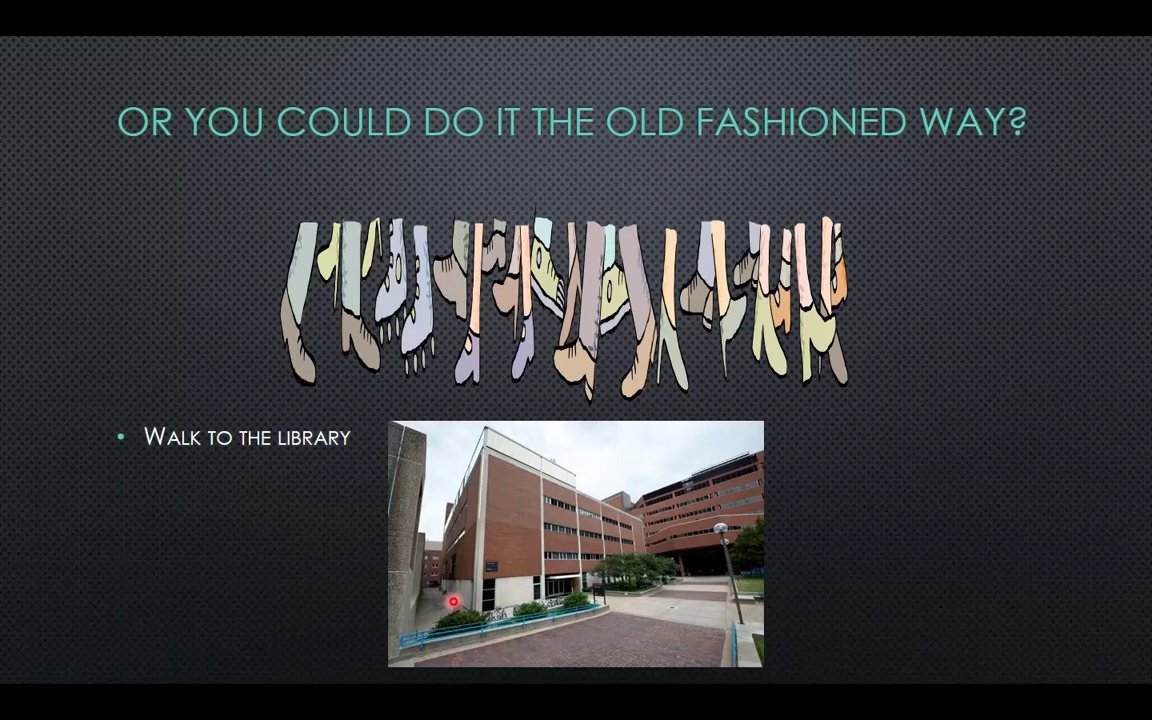 OR YOU COULD DO IT THE OLD FASHIONED WAY?
• WALK TO THE LIBRARY